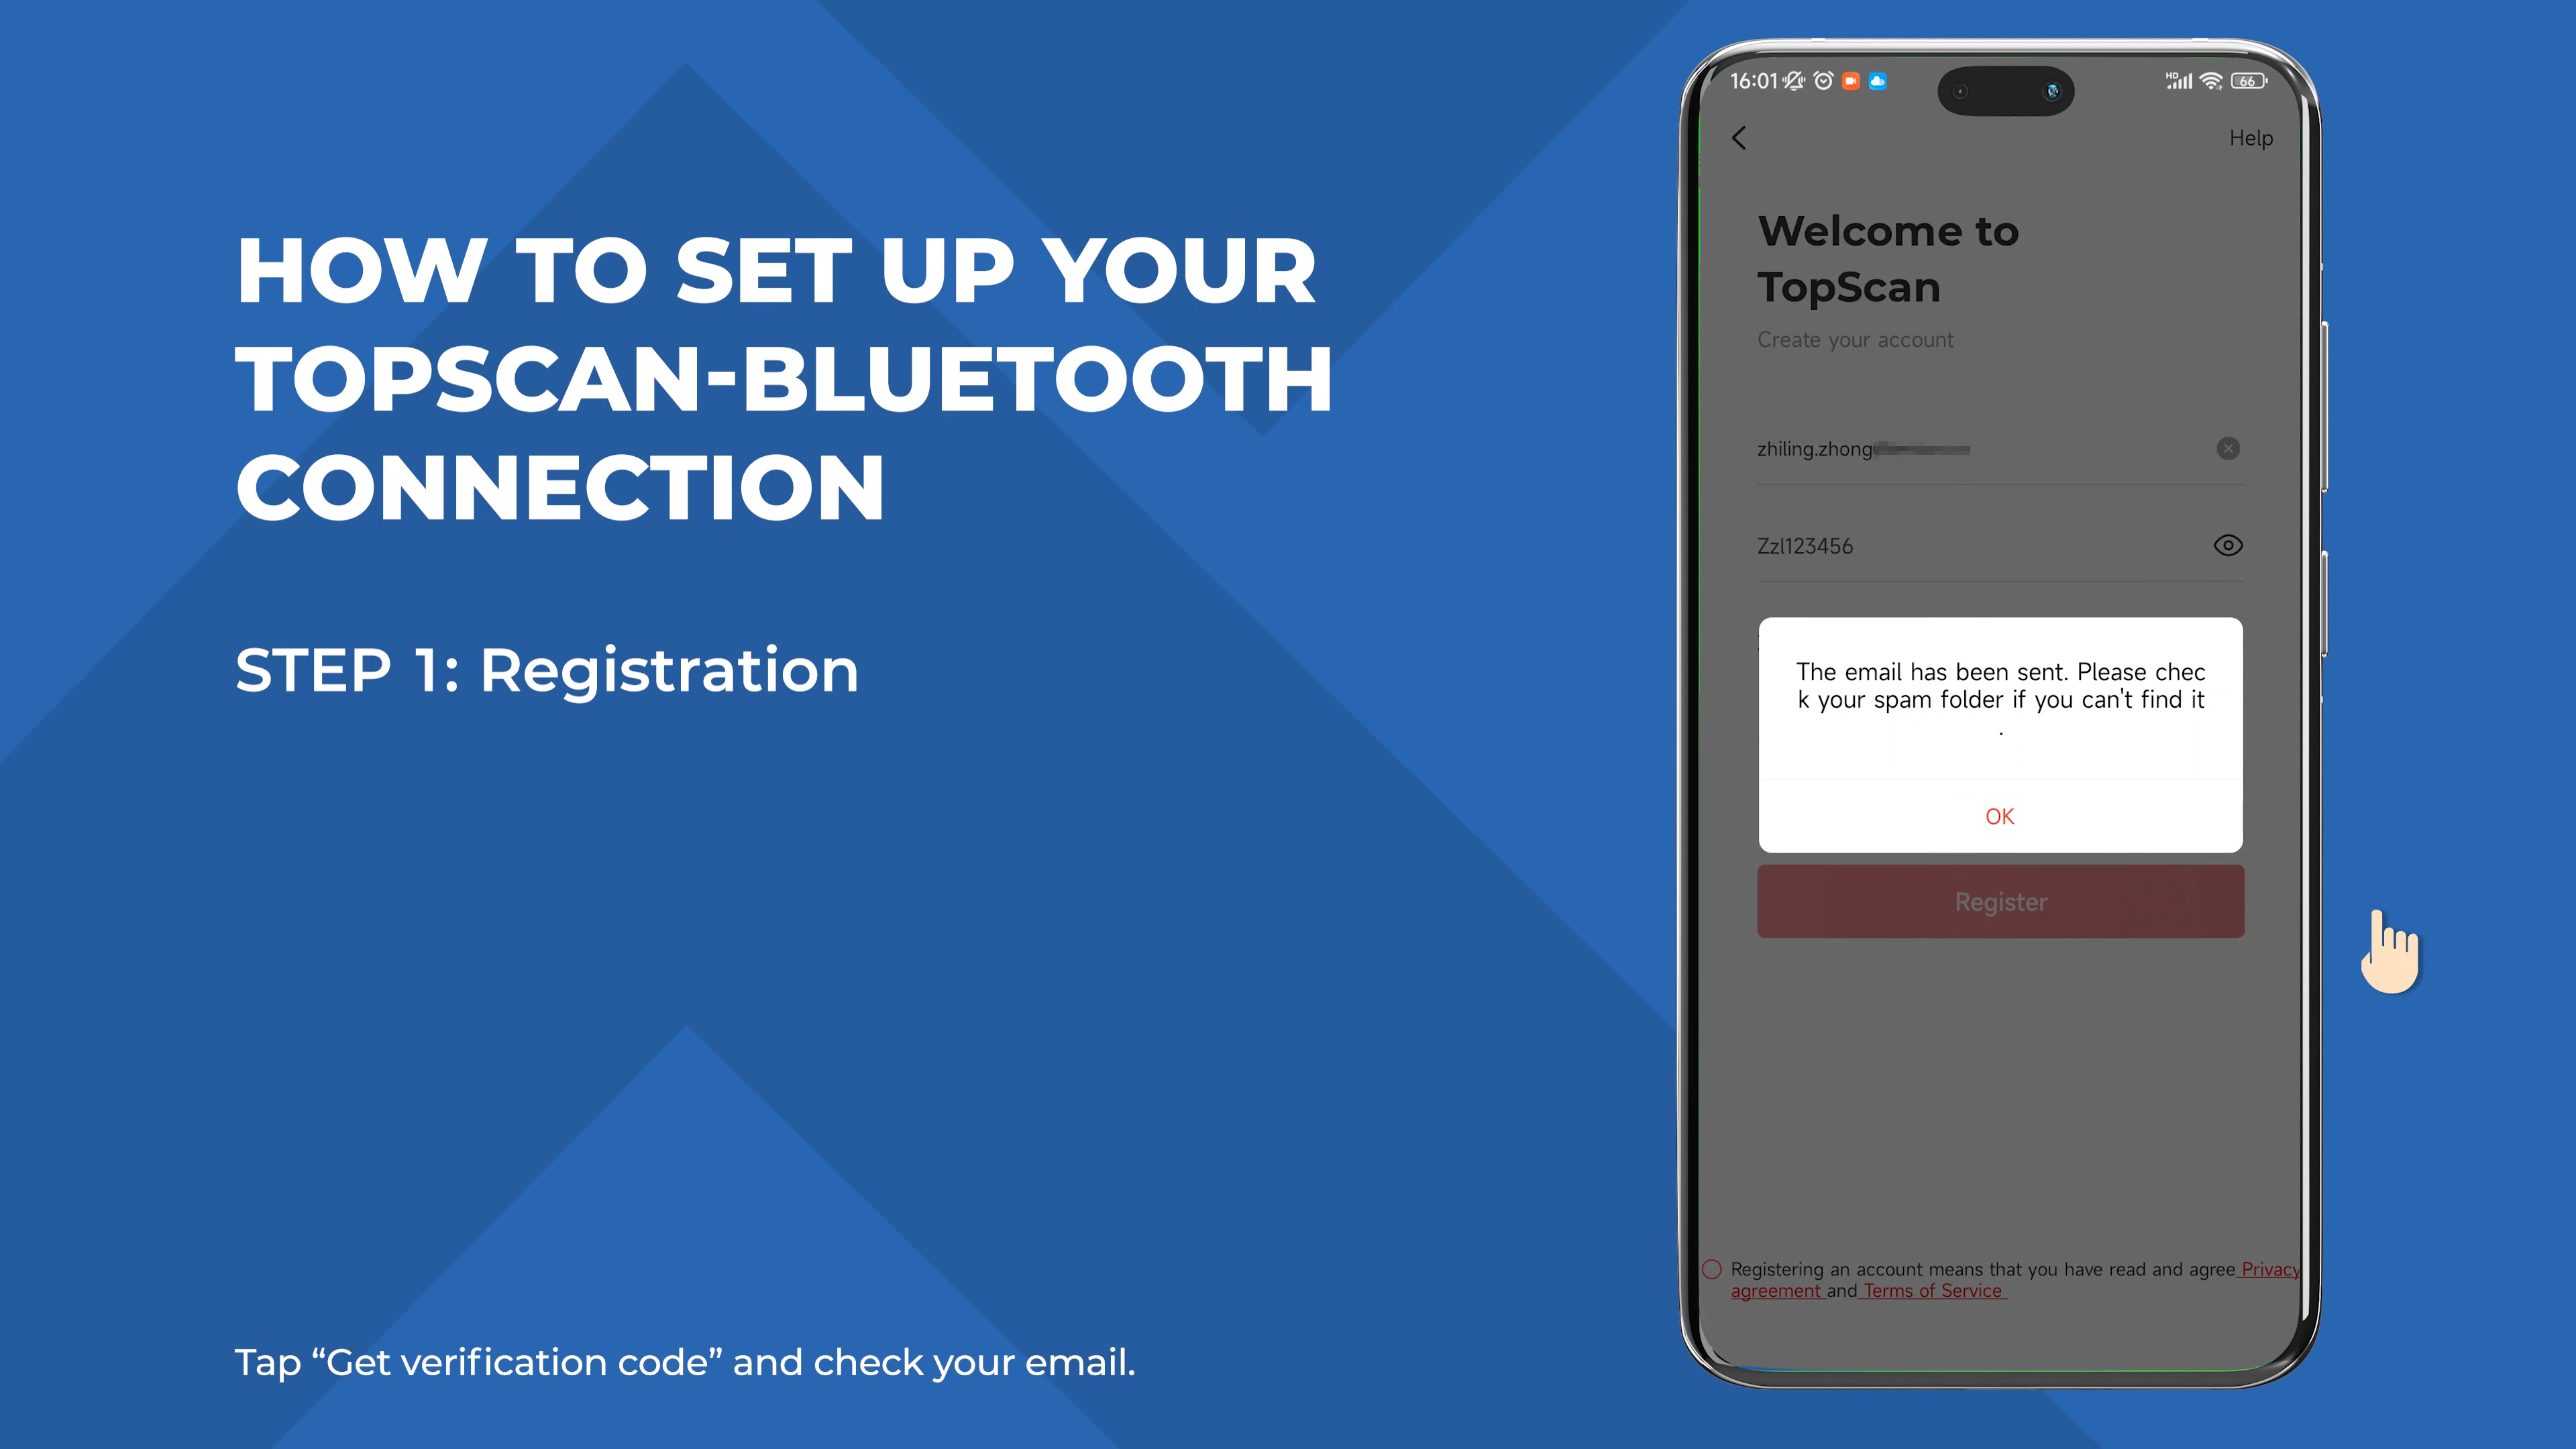 HOW TO SET UP YOUR
TOPSCAN-BLUETOOTH
CONNECTION
STEP 1: Registration
Tap “Get verification code” and check your email.
16:01
HD
66
Help
Welcome to
TopScan
Create your account
zhiling.zhong
Zzl123456
The email has been sent. Please chec
k your spam folder if you can't find it
.
OK
Register
Registering an account means that you have read and agree Privacy
agreement and Terms of Service